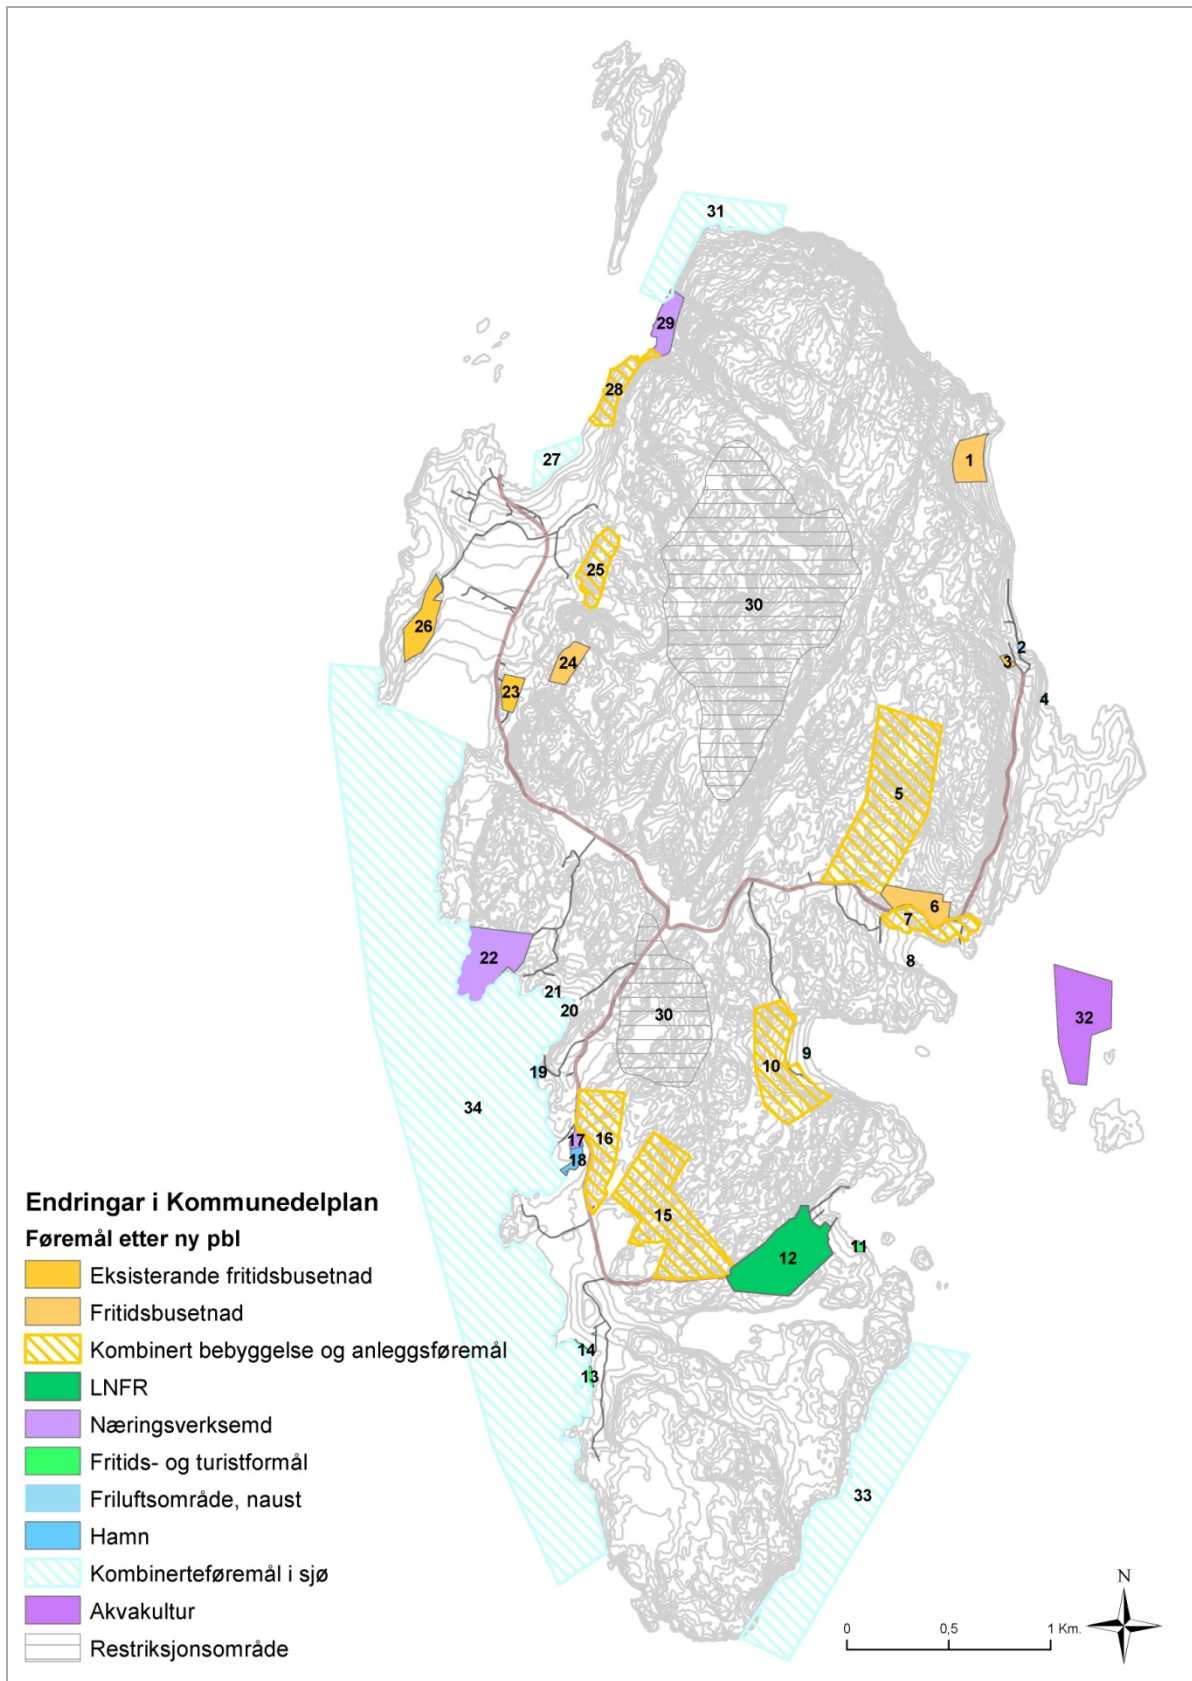 31
29
28
27
1
25
30
26
2
3
24
23
4
5
6
7
22
8
21
20
30
32
9
19
10
34
17
16
18
15
11
12
14
13
33
Endringar i Kommunedelplan
Føremål etter ny pbl
Eksisterande fritidsbusetnad
Fritidsbusetnad
Kombinert bebyggelse og anleggsføremål
LNFR
Næringsverksemd
Fritids- og turistformål
Friluftsområde, naust
Hamn
Kombinerteføremål i sjø
Akvakultur
Restriksjonsområde
N
0 0,5 1 Km.